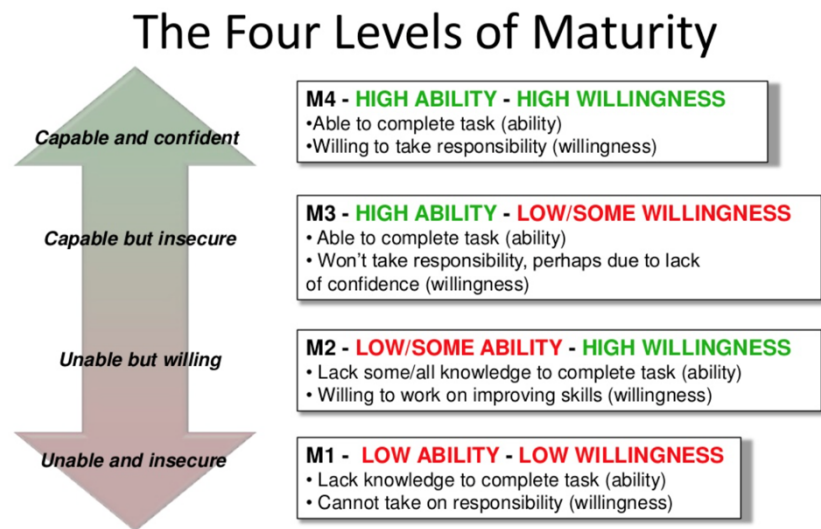 The Four Levels of Maturity
Capable and confident
M4 - HIGH ABILITY - HIGH WILLINGNESS
•Able to complete task (ability)
•Willing to take responsibility (willingness)
Capable but insecure
M3 - HIGH ABILITY - LOW/SOME WILLINGNESS
• Able to complete task (ability)
• Won't take responsibility, perhaps due to lack
of confidence (willingness)
Unable but willing
M2 - LOW/SOME ABILITY - HIGH WILLINGNESS
• Lack some/all knowledge to complete task (ability)
• Willing to work on improving skills (willingness)
Unable and insecure
M1 - LOW ABILITY - LOW WILLINGNESS
• Lack knowledge to complete task (ability)
• Cannot take on responsibility (willingness)